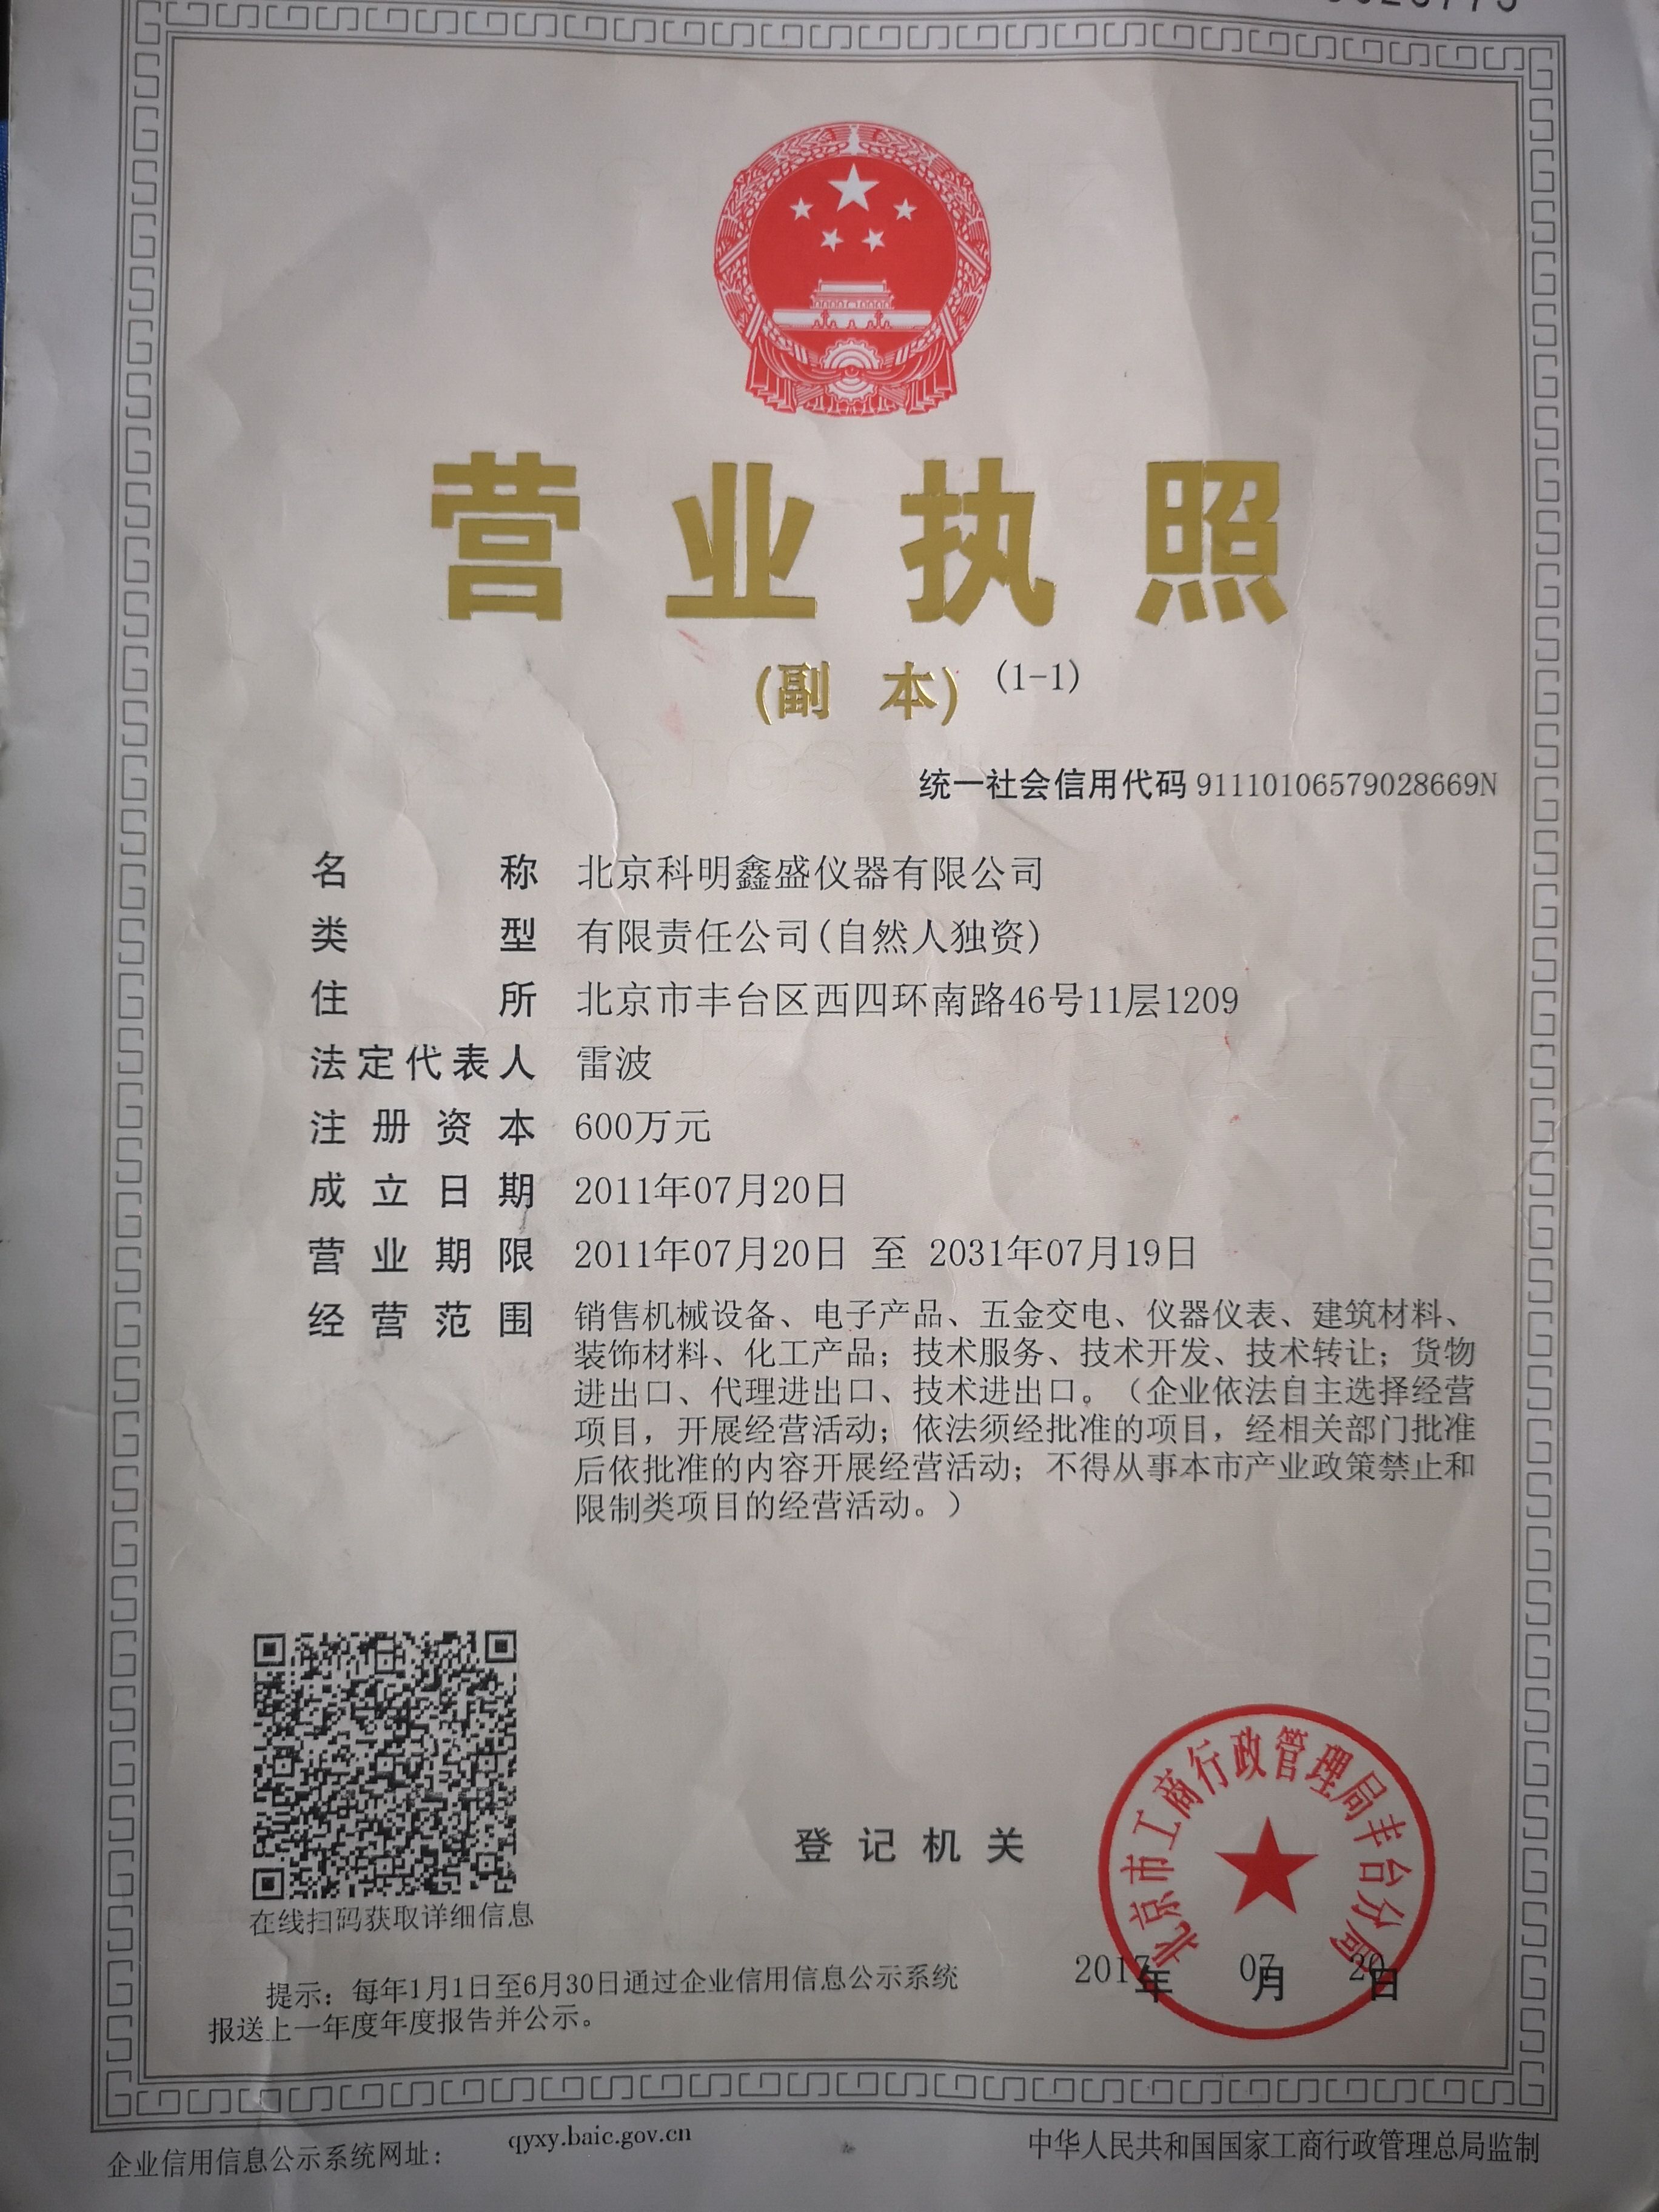 营业执照
(副 本) (1-1)
统一社会信用代码 91110106579028669N
名 称 北京科明鑫盛仪器有限公司
类 型 有限责任公司(自然人独资)
住 所 北京市丰台区西四环南路46号11层1209
法定代表人 雷波
注册资本 600万元
成立日期 2011年07月20日
营业期限 2011年07月20日 至 2031年07月19日
经营范围 销售机械设备、电子产品、五金交电、仪器仪表、建筑材料、
装饰材料、化工产品；技术服务、技术开发、技术转让；货物
进出口、代理进出口、技术进出口。（企业依法自主选择经营
项目，开展经营活动；依法须经批准的项目，经相关部门批准
后依批准的内容开展经营活动；不得从事本市产业政策禁止和
限制类项目的经营活动。）
在线扫码获取详细信息
登记机关
北京市工商行政管理局丰台分局
2017年 07月 20日
提示：每年1月1日至6月30日通过企业信用信息公示系统
报送上一年度年度报告并公示。
企业信用信息公示系统网址： qyxy.baic.gov.cn
中华人民共和国国家工商行政管理总局监制